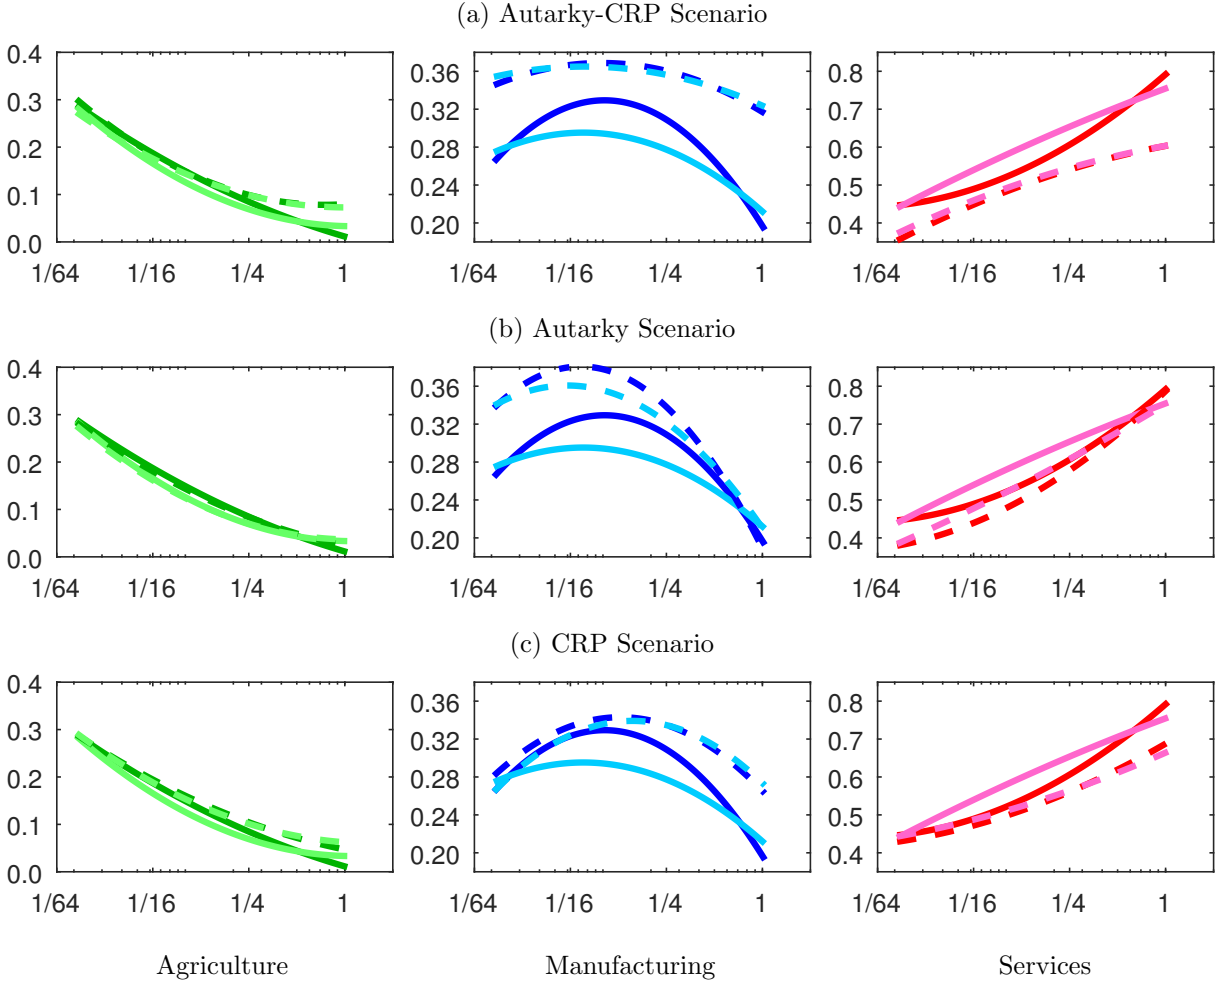 (a) Autarky-CRP Scenario
0.4 0.3 0.2 0.1 0.0
1/64 1/16 1/4 1
0.36 0.32 0.28 0.24 0.20
1/64 1/16 1/4 1
0.8 0.7 0.6 0.5 0.4
1/64 1/16 1/4 1
(b) Autarky Scenario
0.4 0.3 0.2 0.1 0.0
1/64 1/16 1/4 1
0.36 0.32 0.28 0.24 0.20
1/64 1/16 1/4 1
0.8 0.7 0.6 0.5 0.4
1/64 1/16 1/4 1
(c) CRP Scenario
0.4 0.3 0.2 0.1 0.0
1/64 1/16 1/4 1
0.36 0.32 0.28 0.24 0.20
1/64 1/16 1/4 1
0.8 0.7 0.6 0.5 0.4
1/64 1/16 1/4 1
Agriculture Manufacturing Services